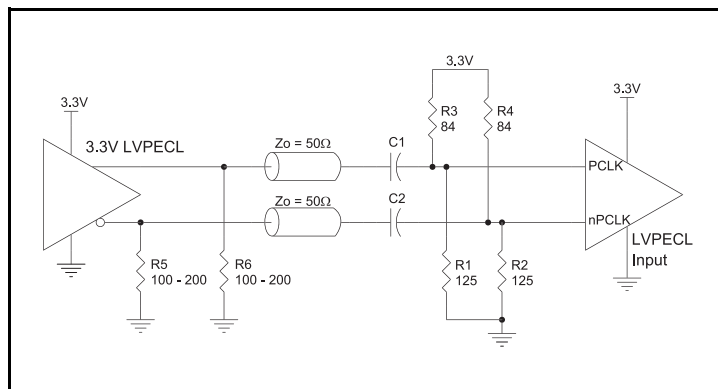 3.3V
3.3V
R3
84
R4
84
3.3V
3.3V LVPECL
Zo = 50Ω
C1
PCLK
Zo = 50Ω
C2
nPCLK
LVPECL
Input
R5
100 - 200
R6
100 - 200
R1
125
R2
125